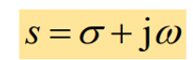 s = σ + jω